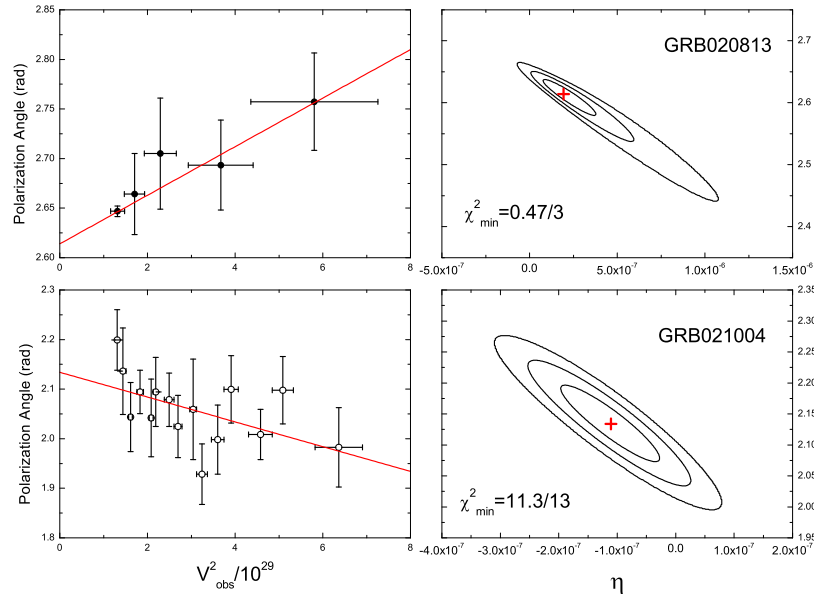 2.85
2.80
2.75
2.70
2.65
2.60
Polarization Angle (rad)
0 2 4 6 8
GRB020813
χ²min=0.47/3
2.75
2.7
2.6
2.5
2.4
2.3
-5.0x10⁻⁷ 0.0 5.0x10⁻⁷ 1.0x10⁻⁶ 1.5x10⁻⁶
2.3
2.2
2.1
2.0
1.9
1.8
Polarization Angle (rad)
0 2 4 6 8
V²obs/10²⁹
GRB021004
χ²min=11.3/13
2.35
2.30
2.25
2.20
2.15
2.10
2.05
2.00
1.95
-4.0x10⁻⁷ -3.0x10⁻⁷ -2.0x10⁻⁷ -1.0x10⁻⁷ 0.0 1.0x10⁻⁷ 2.0x10⁻⁷
η